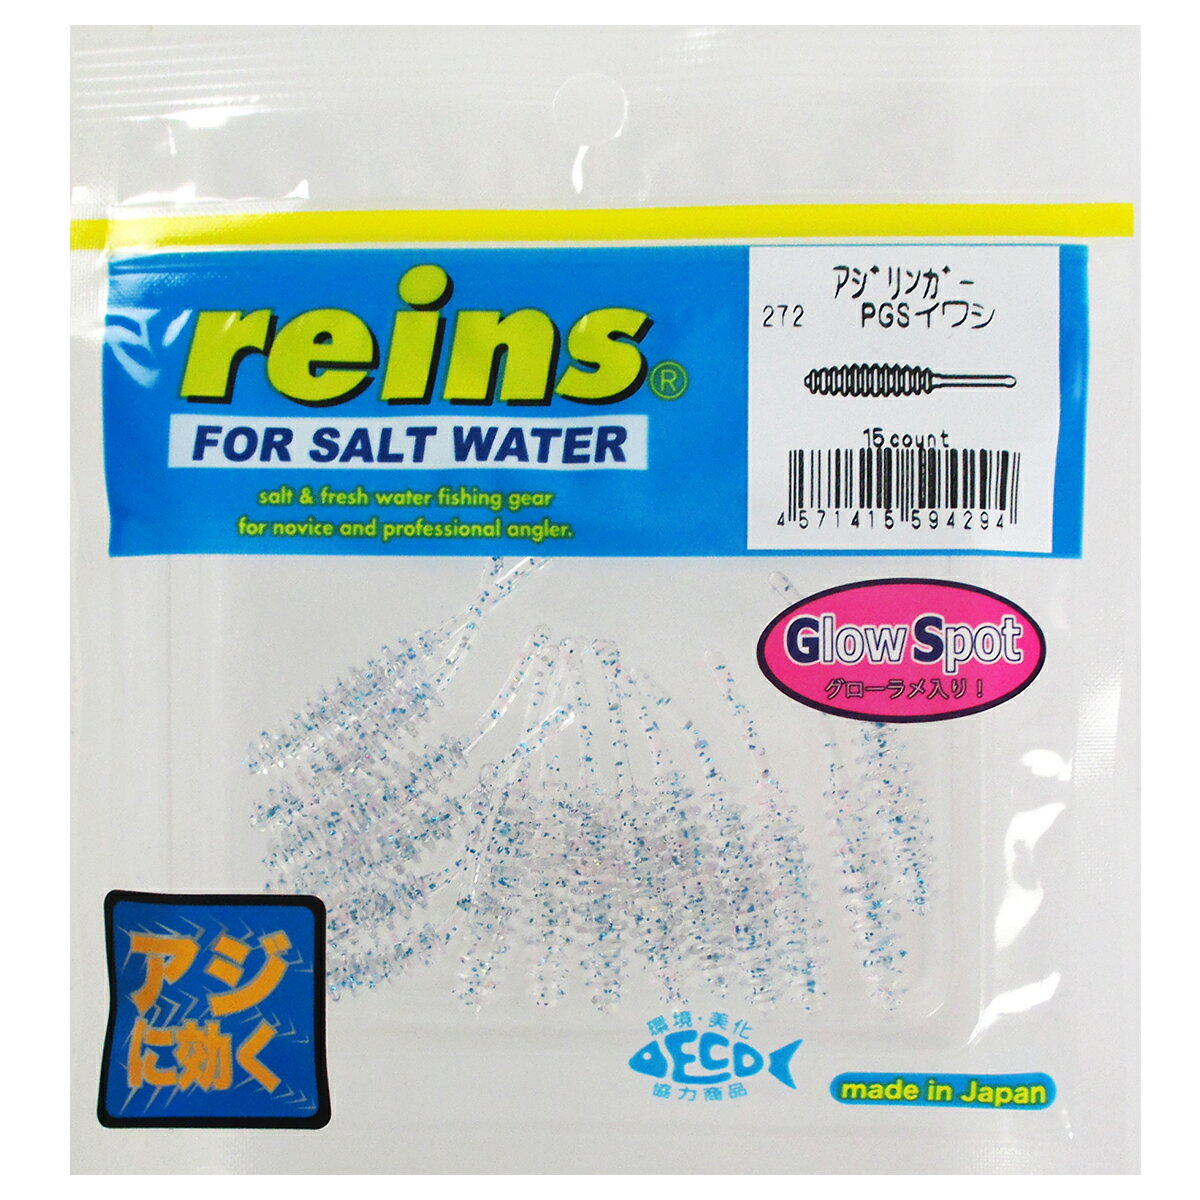 reins®
FOR SALT WATER
salt & fresh water fishing gear
for novice and professional angler.
アジリンガー
272 PGSイワシ
15 count
4 571415 594294
Glow Spot
グローラメ入り!
アジ
に効く
環境・美化
ECO
協力商品
made in Japan